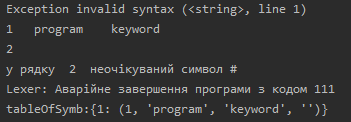 Exception invalid syntax (<string>, line 1)
1   program    keyword
2
у рядку  2  неочікуваний символ #
Lexer: Аварійне завершення програми з кодом 111
tableOfSymb:{1: (1, 'program', 'keyword', '')}